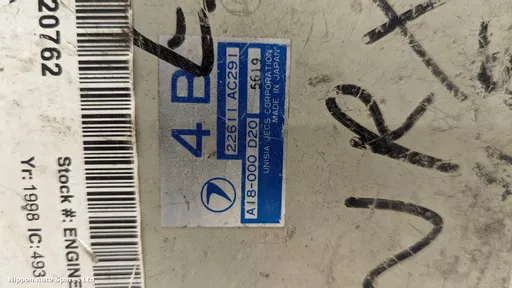 20762
Stock #: ENGINE
Yr: 1998 IC:493
4B
22611 AC291
A18-000 D20 5619
UNISIA JECS CORPORATION
MADE IN JAPAN
Nippon Auto Spares Ltd